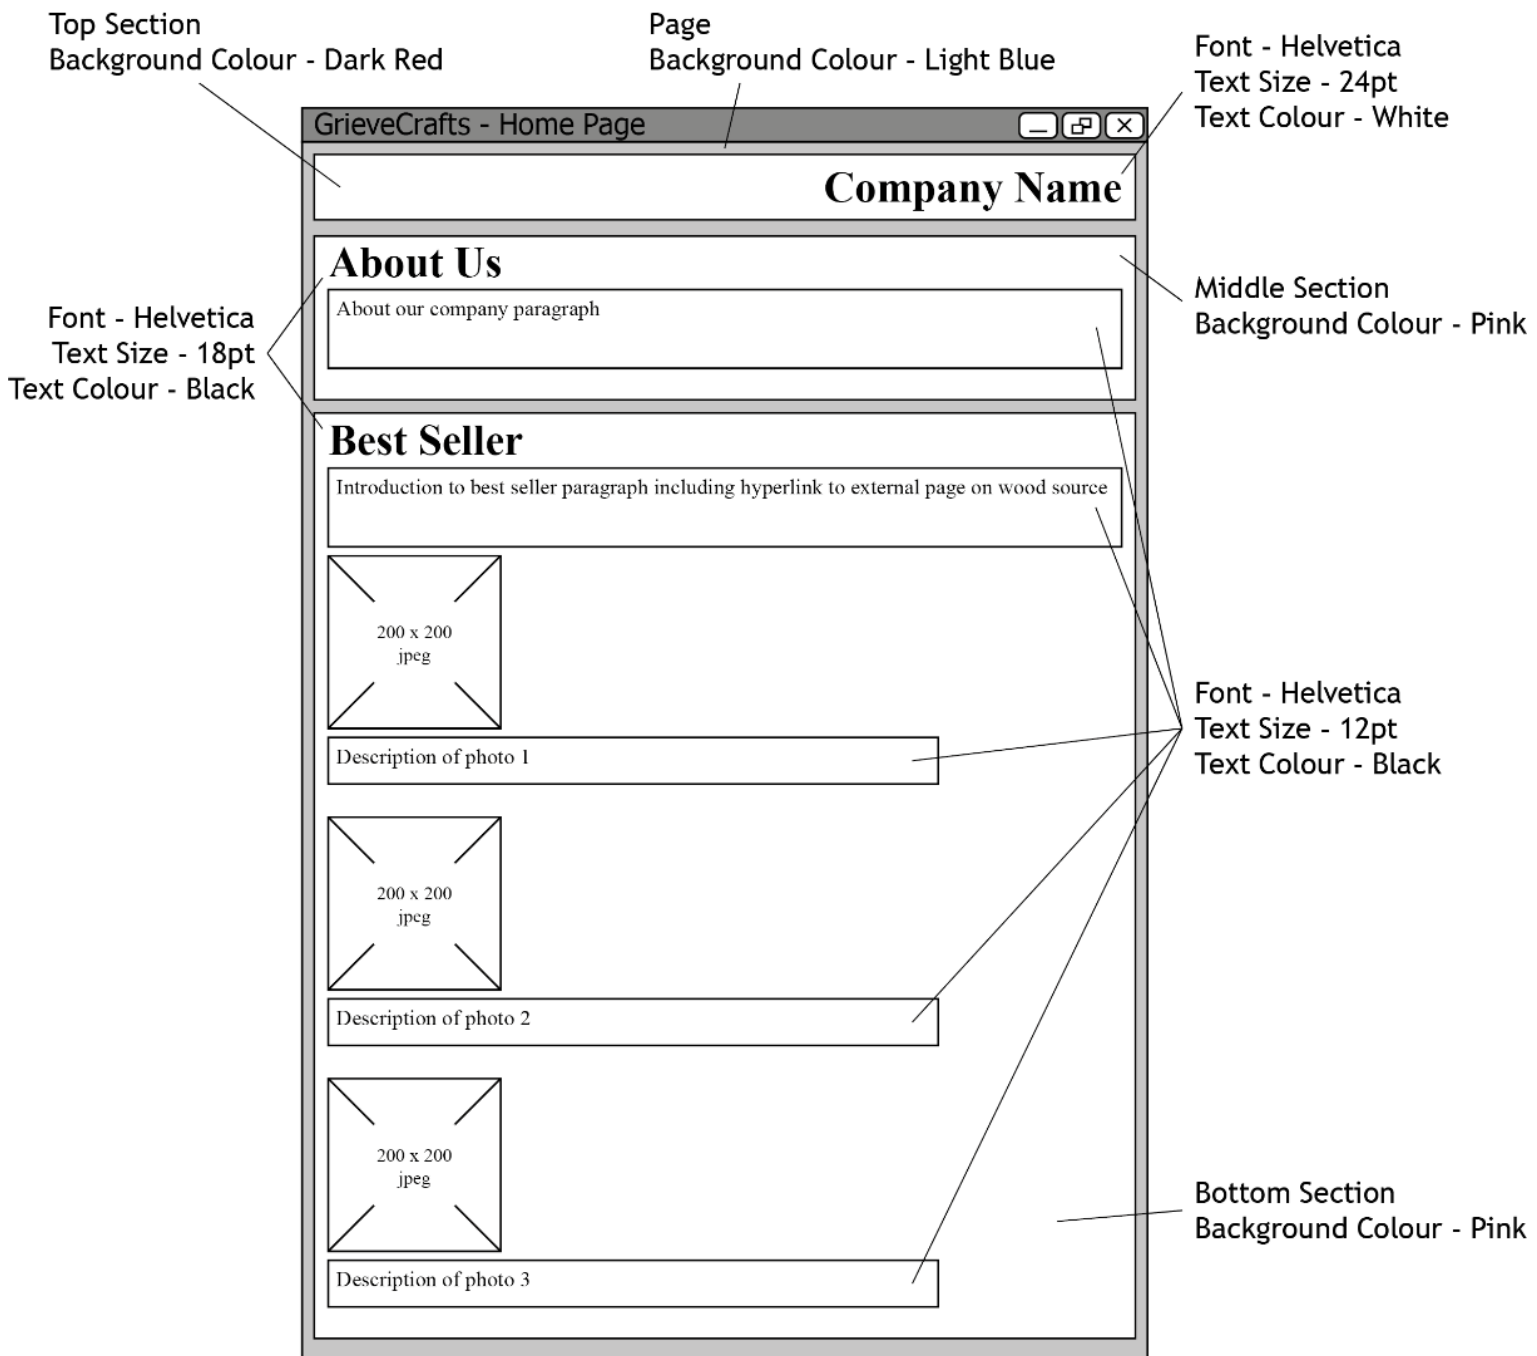 Top Section
Background Colour - Dark Red
Page
Background Colour - Light Blue
Font - Helvetica
Text Size - 24pt
Text Colour - White
GrieveCrafts - Home Page
Company Name
About Us
About our company paragraph
Middle Section
Background Colour - Pink
Font - Helvetica
Text Size - 18pt
Text Colour - Black
Best Seller
Introduction to best seller paragraph including hyperlink to external page on wood source
200 x 200
jpeg
Description of photo 1
Font - Helvetica
Text Size - 12pt
Text Colour - Black
200 x 200
jpeg
Description of photo 2
200 x 200
jpeg
Description of photo 3
Bottom Section
Background Colour - Pink